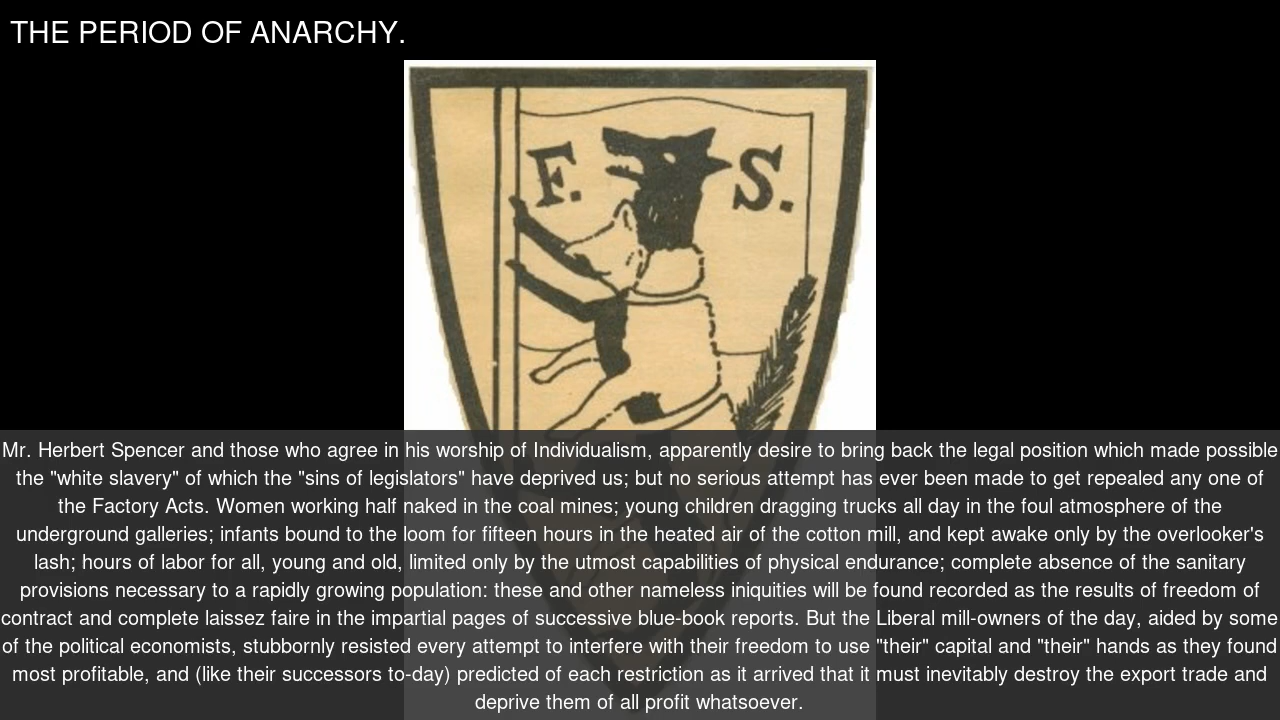 THE PERIOD OF ANARCHY.
F. S.
Mr. Herbert Spencer and those who agree in his worship of Individualism, apparently desire to bring back the legal position which made possible
the "white slavery" of which the "sins of legislators" have deprived us; but no serious attempt has ever been made to get repealed any one of
the Factory Acts. Women working half naked in the coal mines; young children dragging trucks all day in the foul atmosphere of the
underground galleries; infants bound to the loom for fifteen hours in the heated air of the cotton mill, and kept awake only by the overlooker's
lash; hours of labor for all, young and old, limited only by the utmost capabilities of physical endurance; complete absence of the sanitary
provisions necessary to a rapidly growing population: these and other nameless iniquities will be found recorded as the results of freedom of
contract and complete laissez faire in the impartial pages of successive blue-book reports. But the Liberal mill-owners of the day, aided by some
of the political economists, stubbornly resisted every attempt to interfere with their freedom to use "their" capital and "their" hands as they found
most profitable, and (like their successors to-day) predicted of each restriction as it arrived that it must inevitably destroy the export trade and
deprive them of all profit whatsoever.